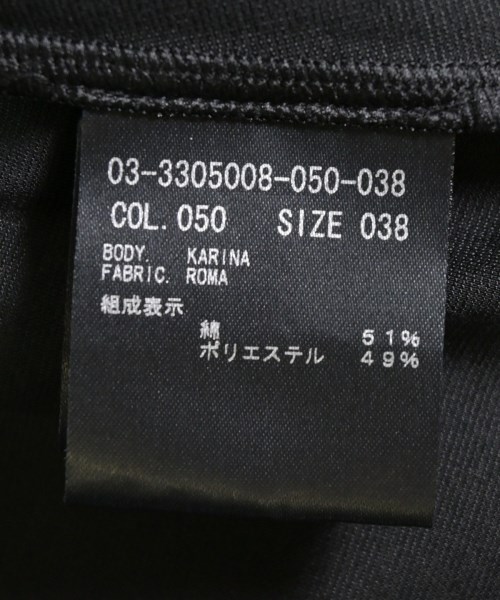 03-3305008-050-038
COL.050 SIZE 038
BODY. KARINA
FABRIC. ROMA
組成表示
綿 51%
ポリエステル 49%